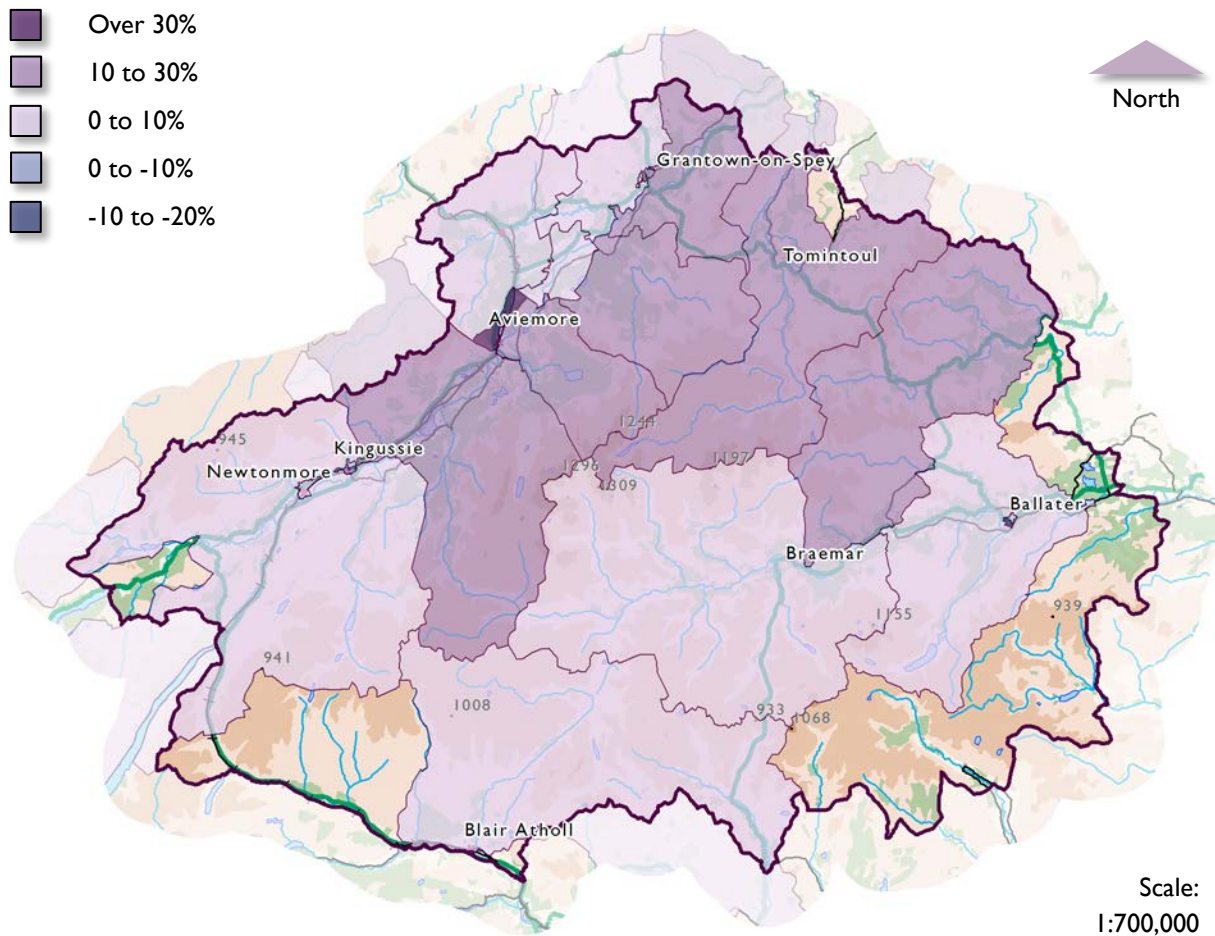 Over 30%
10 to 30%
0 to 10%
0 to -10%
-10 to -20%
North
Grantown-on-Spey
Tomintoul
Aviemore
1244
945
Kingussie
1197
1296
Newtonmore
1309
Ballater
Braemar
939
1155
941
1008
933
1068
Blair Atholl
Scale:
1:700,000